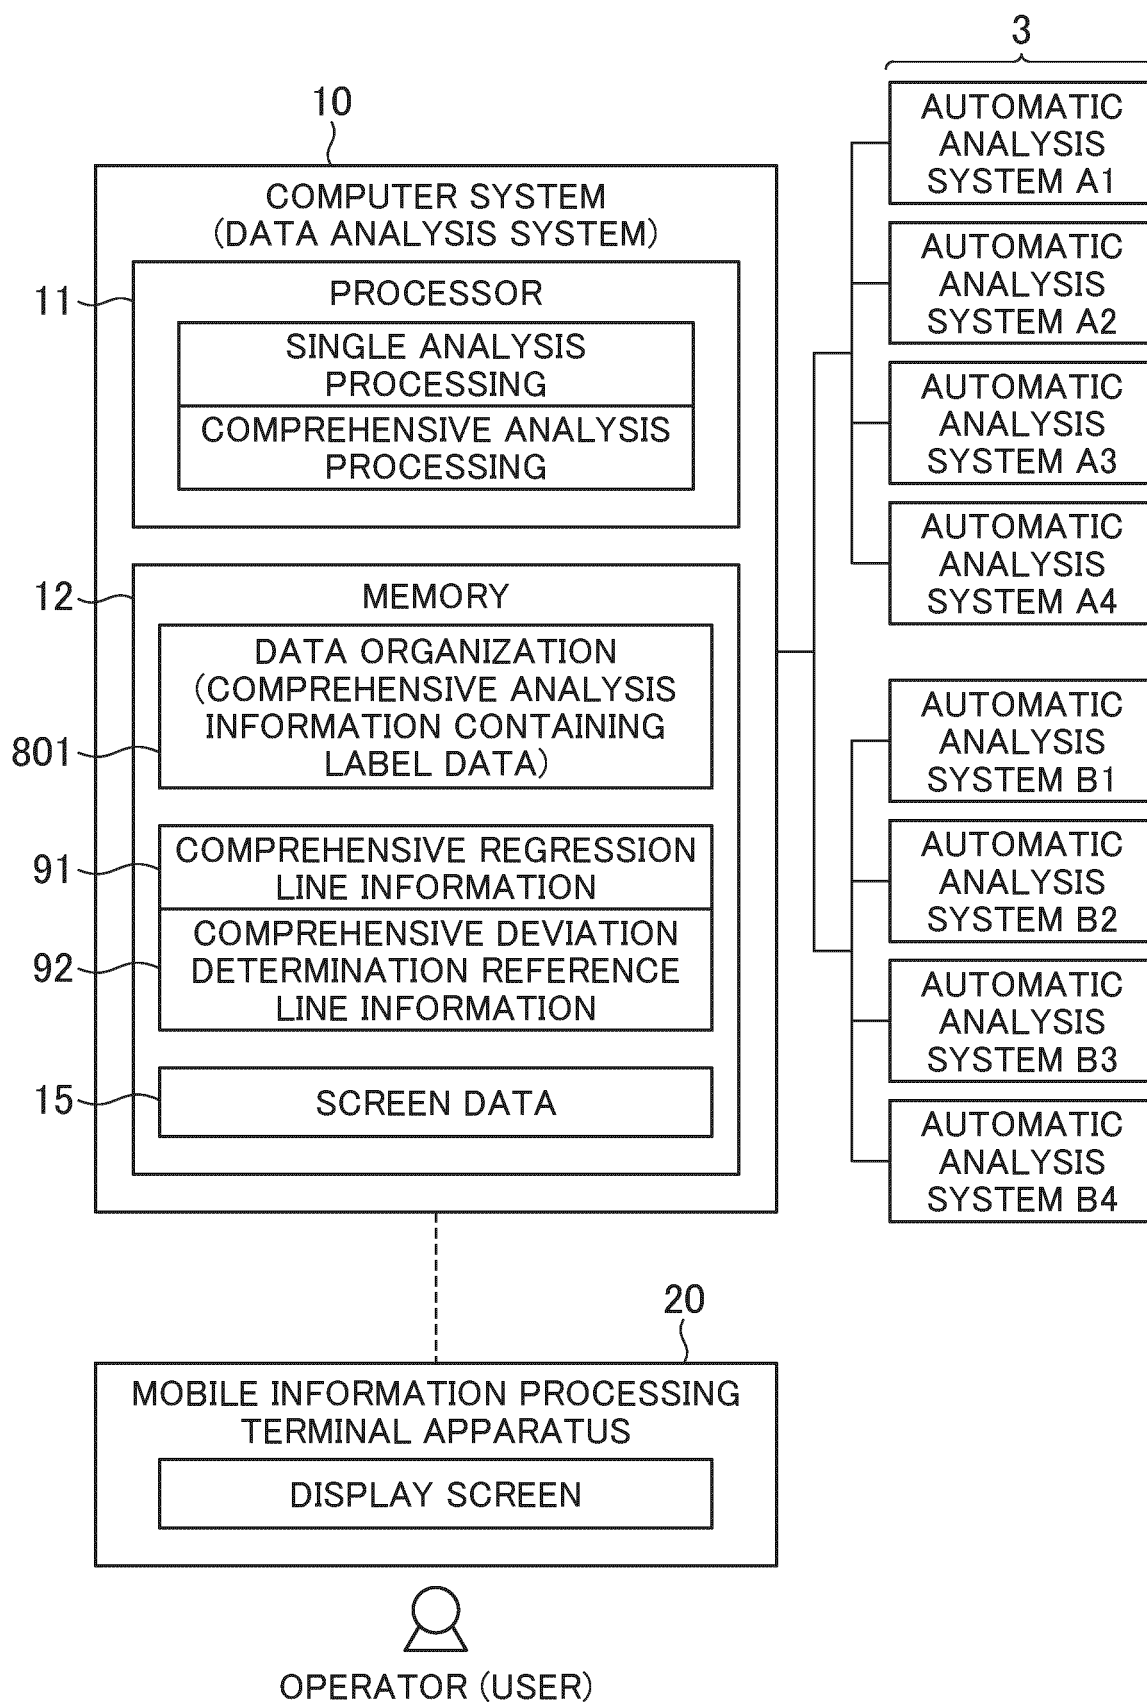 10
COMPUTER SYSTEM
(DATA ANALYSIS SYSTEM)
11
PROCESSOR
SINGLE ANALYSIS
PROCESSING
COMPREHENSIVE ANALYSIS
PROCESSING
12
MEMORY
DATA ORGANIZATION
(COMPREHENSIVE ANALYSIS
INFORMATION CONTAINING
LABEL DATA)
801
COMPREHENSIVE REGRESSION
LINE INFORMATION
91
COMPREHENSIVE DEVIATION
DETERMINATION REFERENCE
LINE INFORMATION
92
15
SCREEN DATA
3
AUTOMATIC
ANALYSIS
SYSTEM A1
AUTOMATIC
ANALYSIS
SYSTEM A2
AUTOMATIC
ANALYSIS
SYSTEM A3
AUTOMATIC
ANALYSIS
SYSTEM A4
AUTOMATIC
ANALYSIS
SYSTEM B1
AUTOMATIC
ANALYSIS
SYSTEM B2
AUTOMATIC
ANALYSIS
SYSTEM B3
AUTOMATIC
ANALYSIS
SYSTEM B4
20
MOBILE INFORMATION PROCESSING
TERMINAL APPARATUS
DISPLAY SCREEN
OPERATOR (USER)